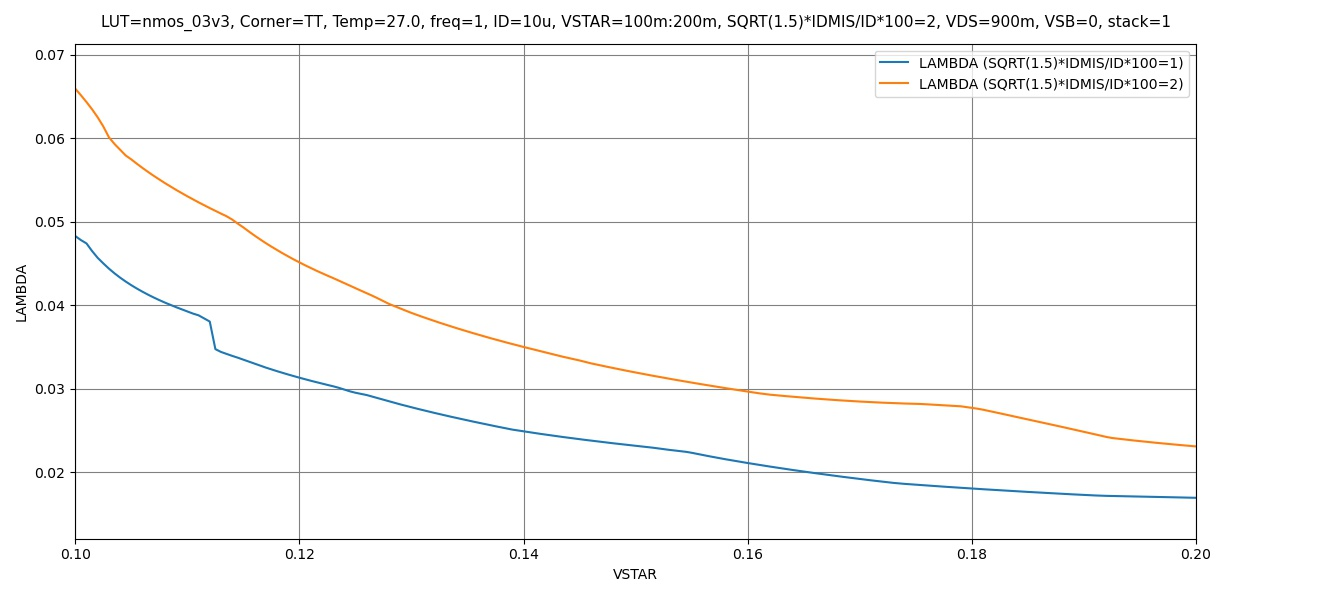 LUT=nmos_03v3, Corner=TT, Temp=27.0, freq=1, ID=10u, VSTAR=100m:200m, SQRT(1.5)*IDMIS/ID*100=2, VDS=900m, VSB=0, stack=1
LAMBDA (SQRT(1.5)*IDMIS/ID*100=1)
LAMBDA (SQRT(1.5)*IDMIS/ID*100=2)
0.07
0.06
0.05
0.04
0.03
0.02
LAMBDA
0.10
0.12
0.14
0.16
0.18
0.20
VSTAR